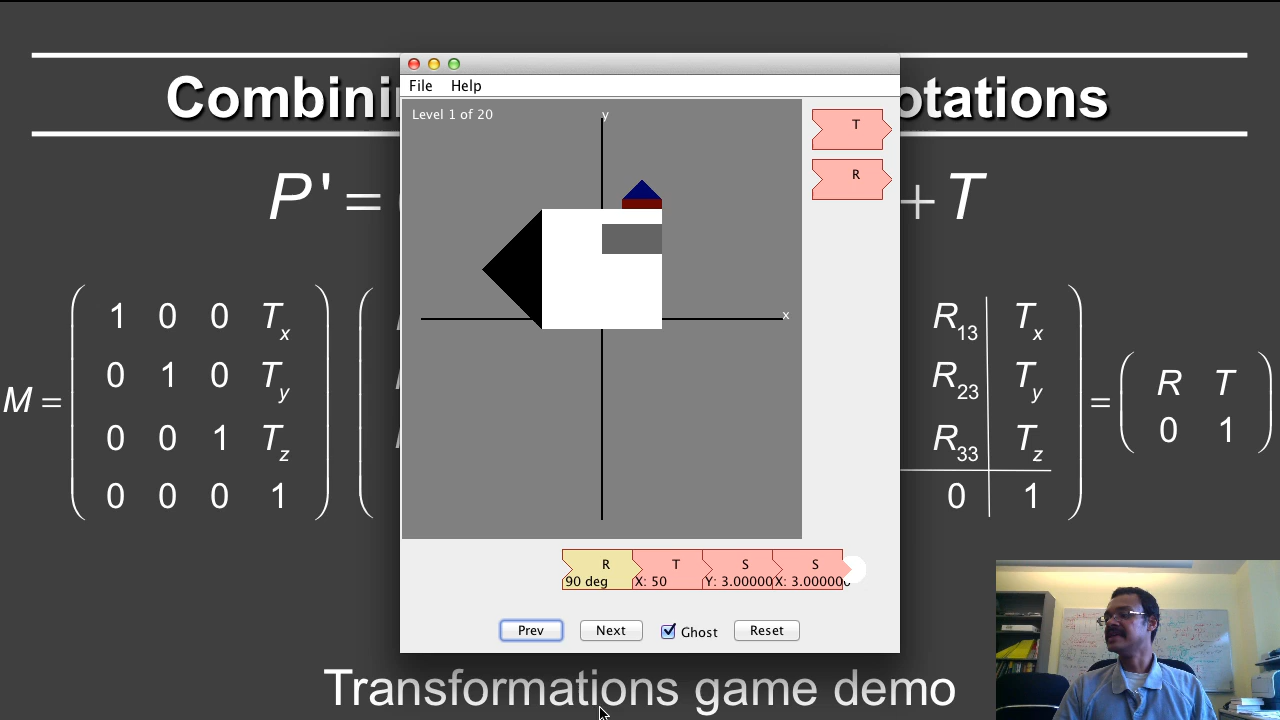 Combini
otations
P' =
+ T
File Help
Level 1 of 20
y
x
T
R
M = ( 1 0 0 Tx
0 1 0 Ty
0 0 1 Tz
0 0 0 1 )
R13 Tx
R23 Ty
R33 Tz
0 1
= ( R T
0 1 )
R T S S
90 deg X: 50 Y: 3.00000 X: 3.000000
Prev Next Ghost Reset
Transformations game demo